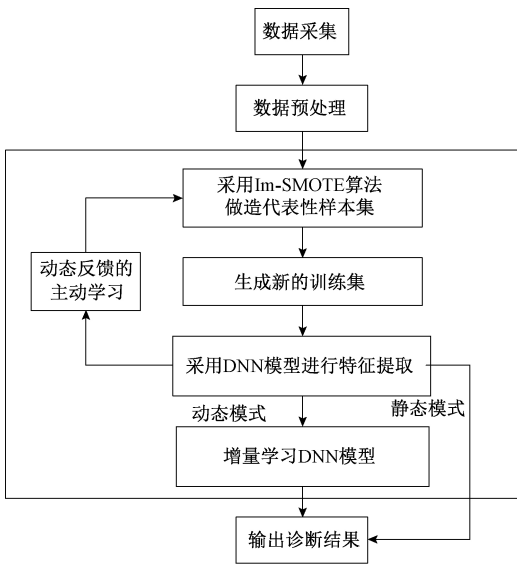 数据采集
数据预处理
采用Im-SMOTE算法
做造代表性样本集
动态反馈的
主动学习
生成新的训练集
采用DNN模型进行特征提取
动态模式
静态模式
增量学习DNN模型
输出诊断结果